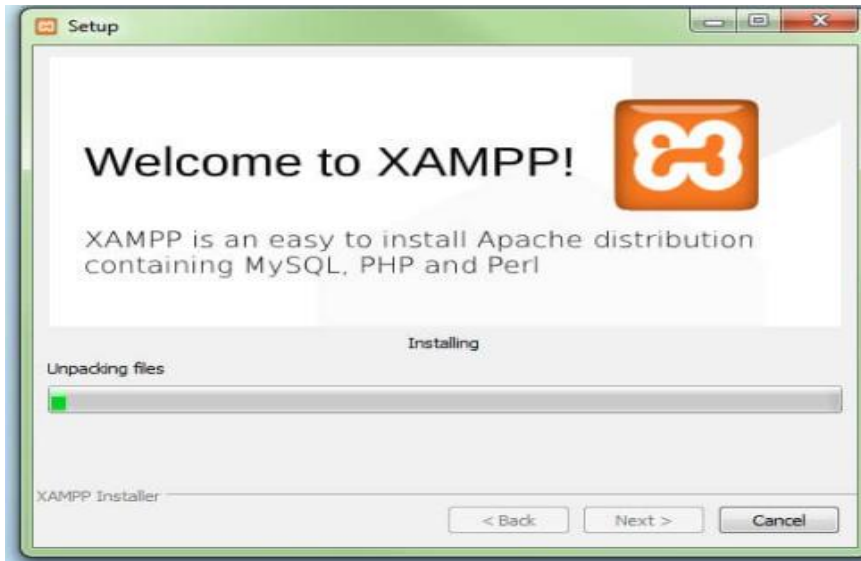 Setup
Welcome to XAMPP!
XAMPP is an easy to install Apache distribution
containing MySQL, PHP and Perl
Installing
Unpacking files
XAMPP Installer
< Back Next > Cancel